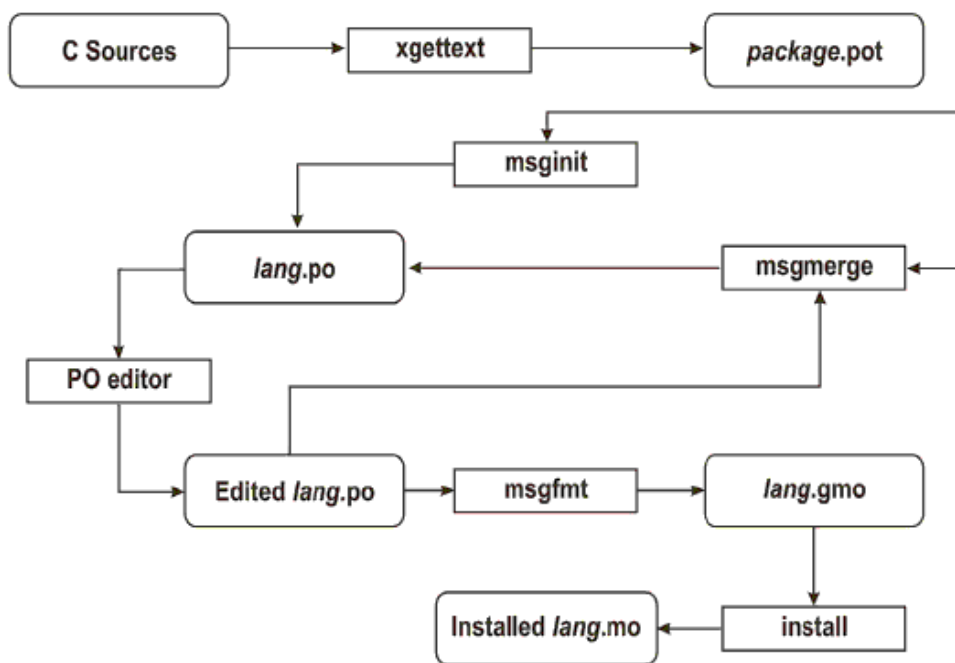 C Sources
xgettext
package.pot
msginit
lang.po
msgmerge
PO editor
Edited lang.po
msgfmt
lang.gmo
Installed lang.mo
install